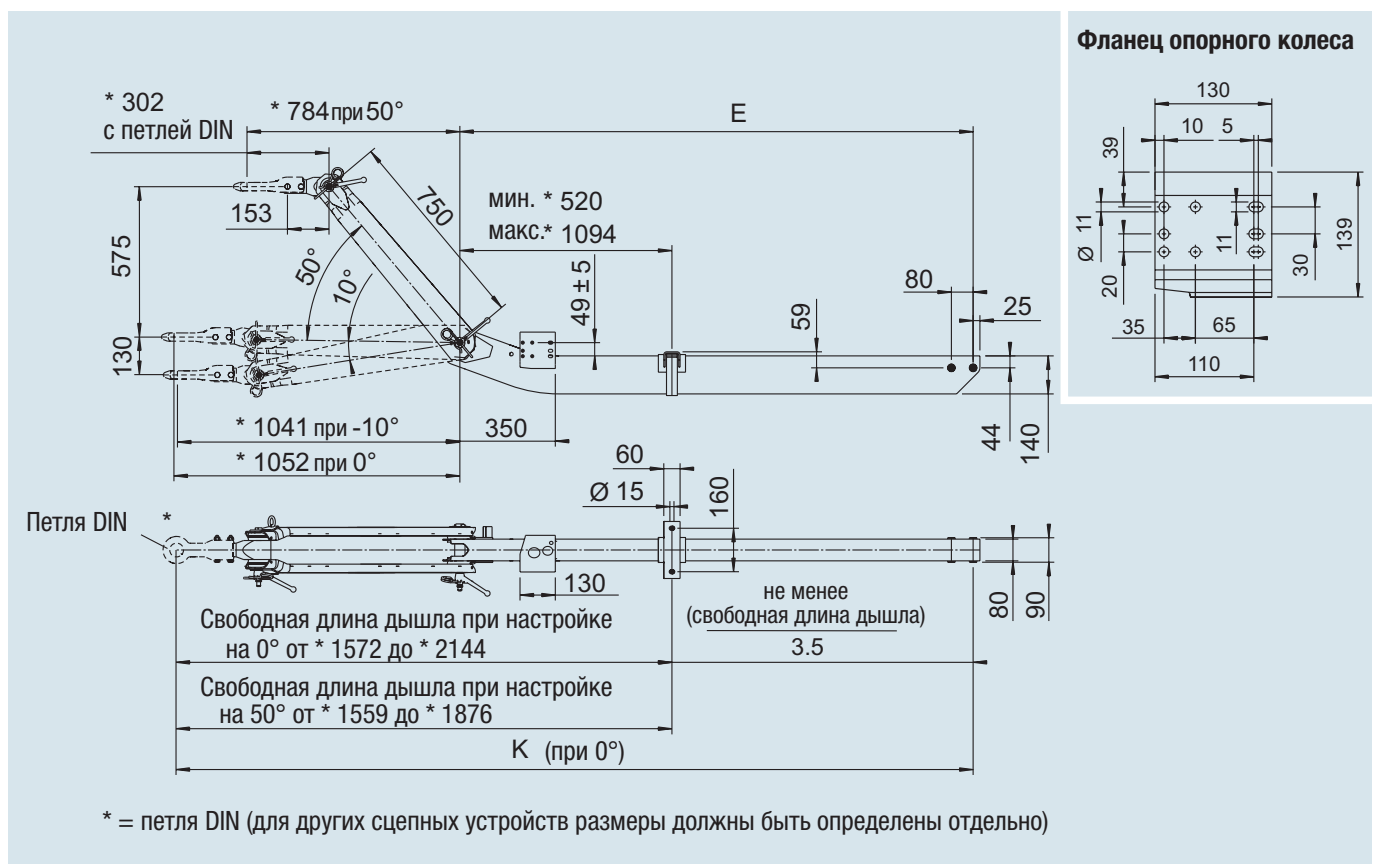 Фланец опорного колеса
130
10 5
39
Ø 11
11
139
30
20
35
65
110
* 302
с петлей DIN
* 784 при 50°
E
750
мин. * 520
макс.* 1094
153
575
50°
10°
49 ± 5
59
80
25
130
* 1041 при -10°
350
* 1052 при 0°
44
140
60
Ø 15
160
Петля DIN *
130
не менее
(свободная длина дышла)
3.5
80
90
Свободная длина дышла при настройке
на 0° от * 1572 до * 2144
Свободная длина дышла при настройке
на 50° от * 1559 до * 1876
K (при 0°)
* = петля DIN (для других сцепных устройств размеры должны быть определены отдельно)